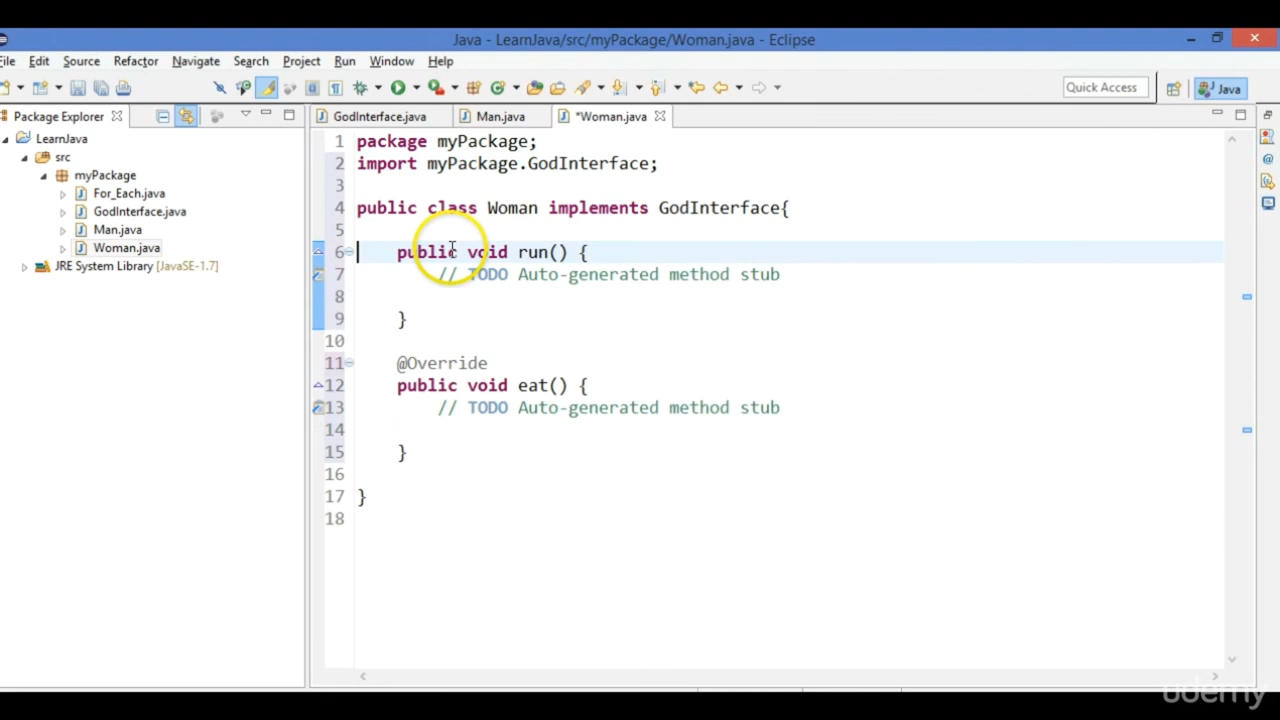 Java - LearnJava/src/myPackage/Woman.java - Eclipse
ile Edit Source Refactor Navigate Search Project Run Window Help
Quick Access
Java
Package Explorer
GodInterface.java
Man.java
*Woman.java
LearnJava
src
myPackage
For_Each.java
GodInterface.java
Man.java
Woman.java
JRE System Library [JavaSE-1.7]
1 package myPackage;
2 import myPackage.GodInterface;
3
4 public class Woman implements GodInterface{
5
6 public void run() {
7 // TODO Auto-generated method stub
8
9 }
10
11 @Override
12 public void eat() {
13 // TODO Auto-generated method stub
14
15 }
16
17 }
18
udemy